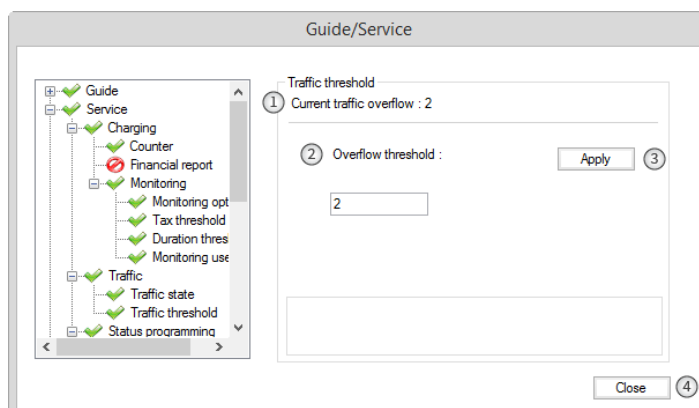 Guide/Service
Guide
Service
Charging
Counter
Financial report
Monitoring
Monitoring opt
Tax threshold
Duration thres
Monitoring use
Traffic
Traffic state
Traffic threshold
Status programming
Traffic threshold
1 Current traffic overflow : 2
2 Overflow threshold :
Apply 3
2
Close 4